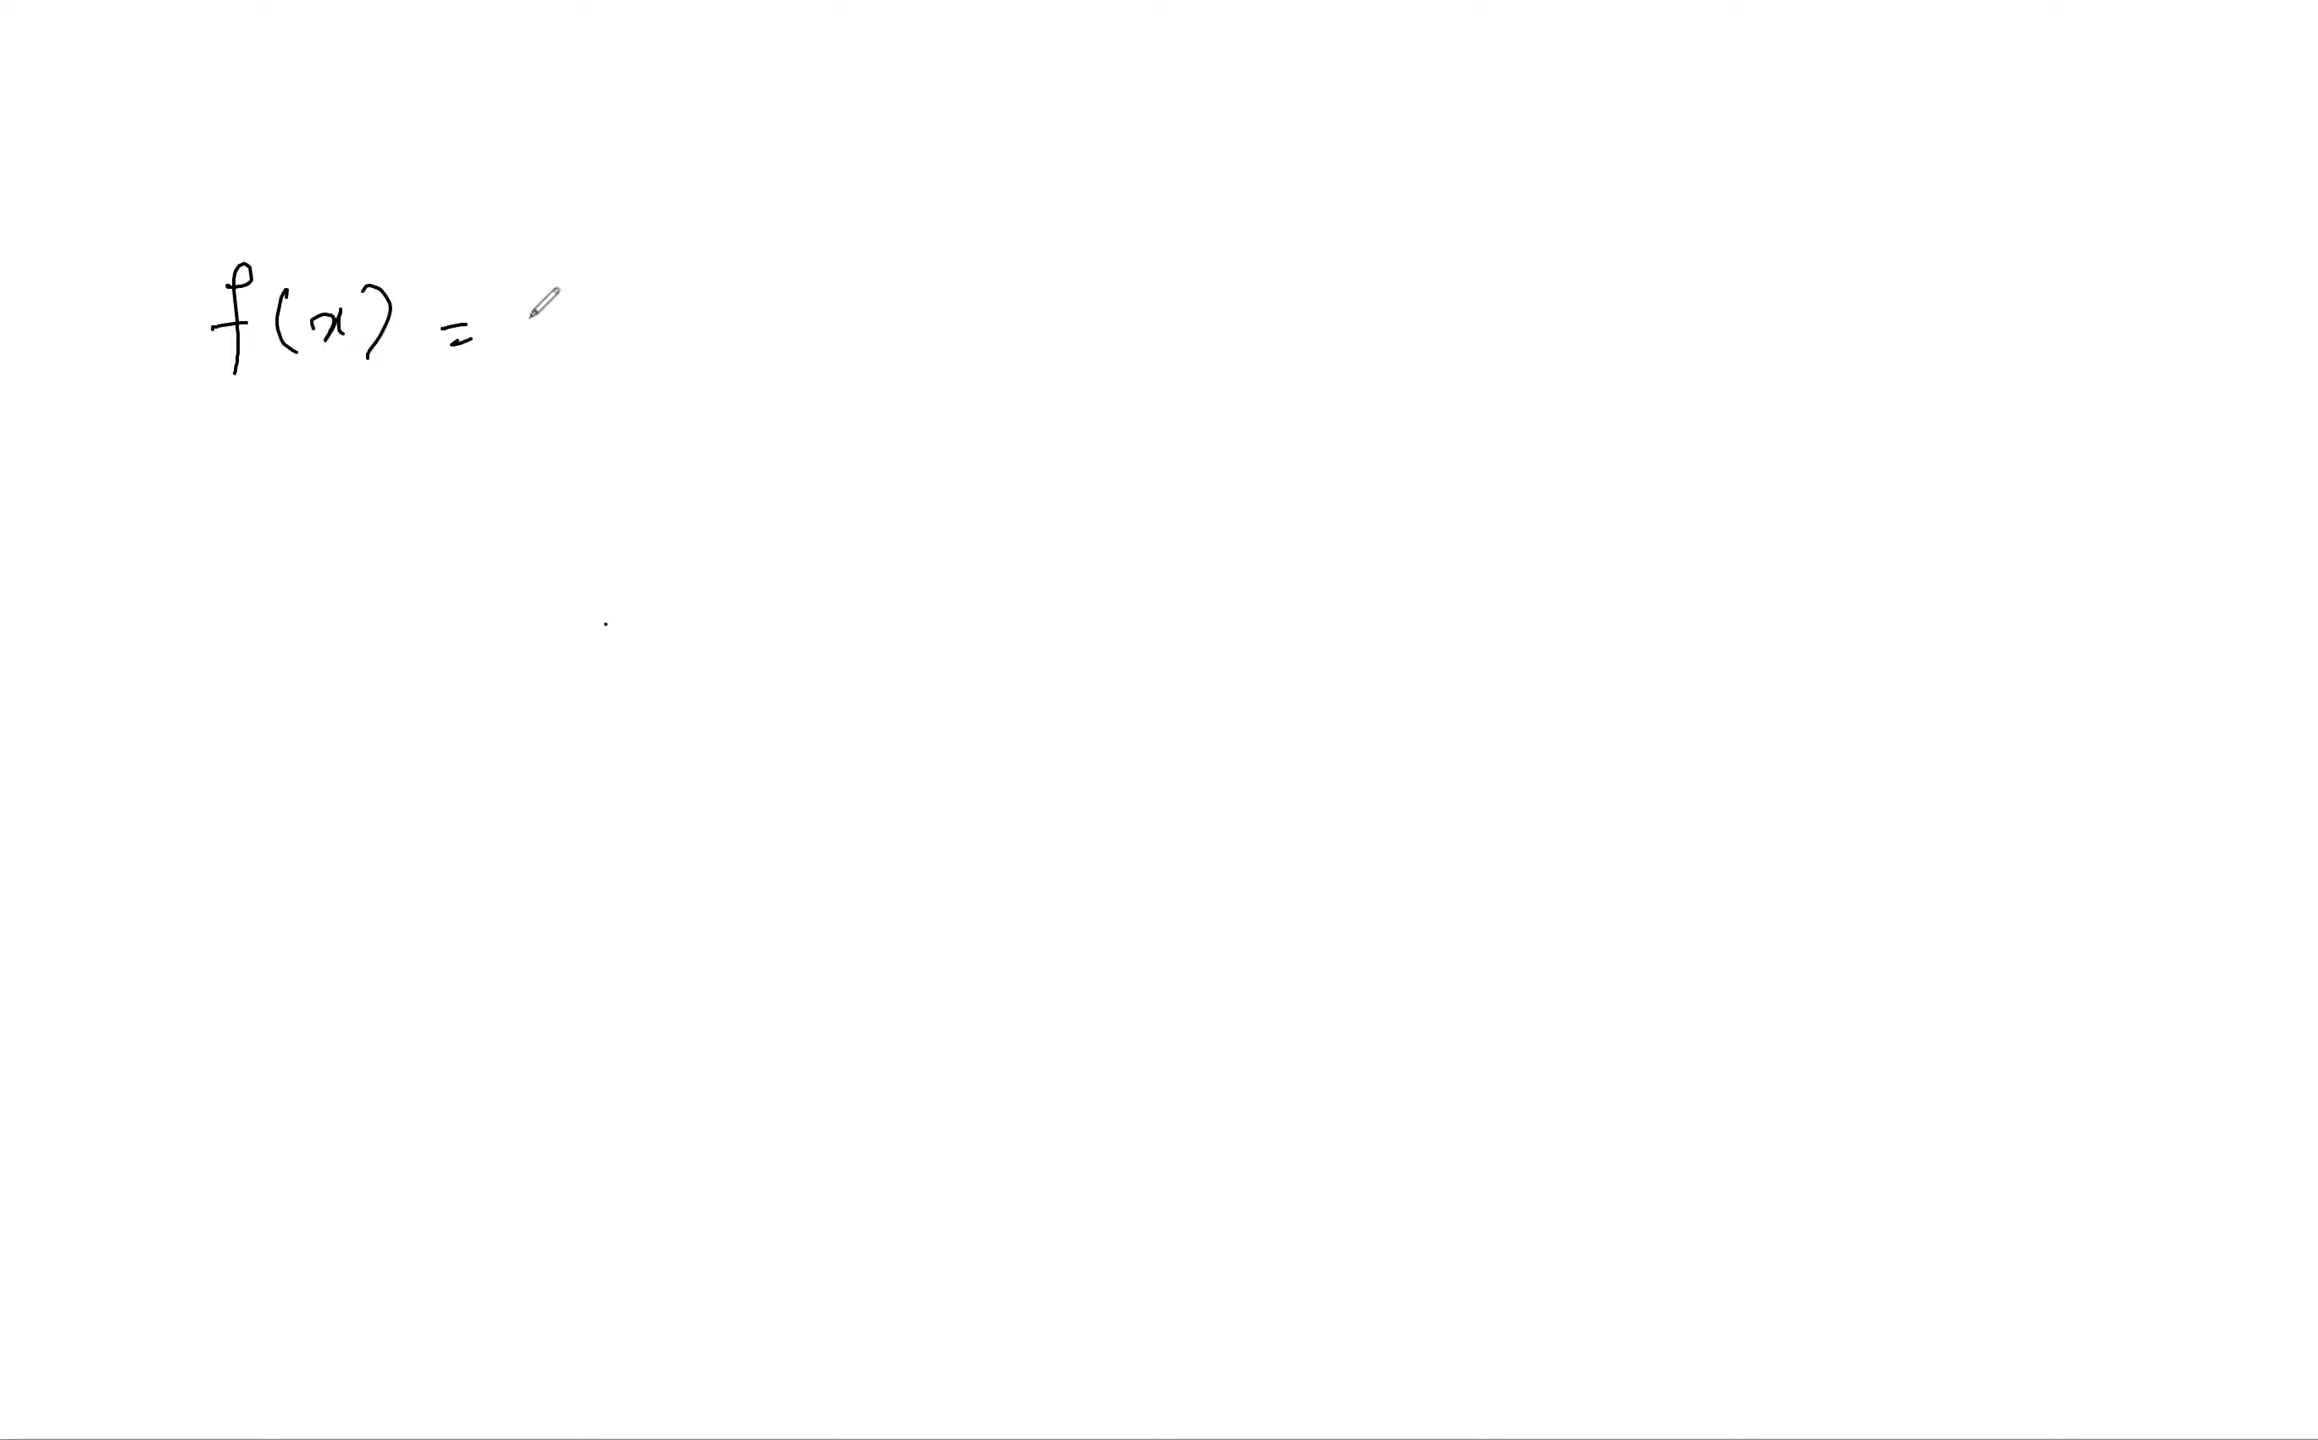 f(x) =